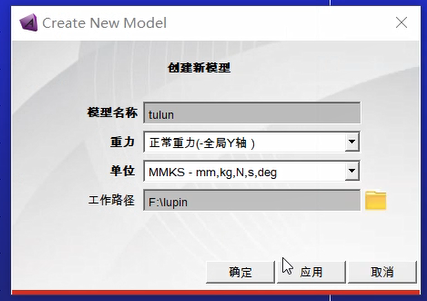 Create New Model
创建新模型
模型名称 tulun
重力 正常重力(-全局Y轴)
单位 MMKS - mm,kg,N,s,deg
工作路径 F:\lupin
确定 应用 取消